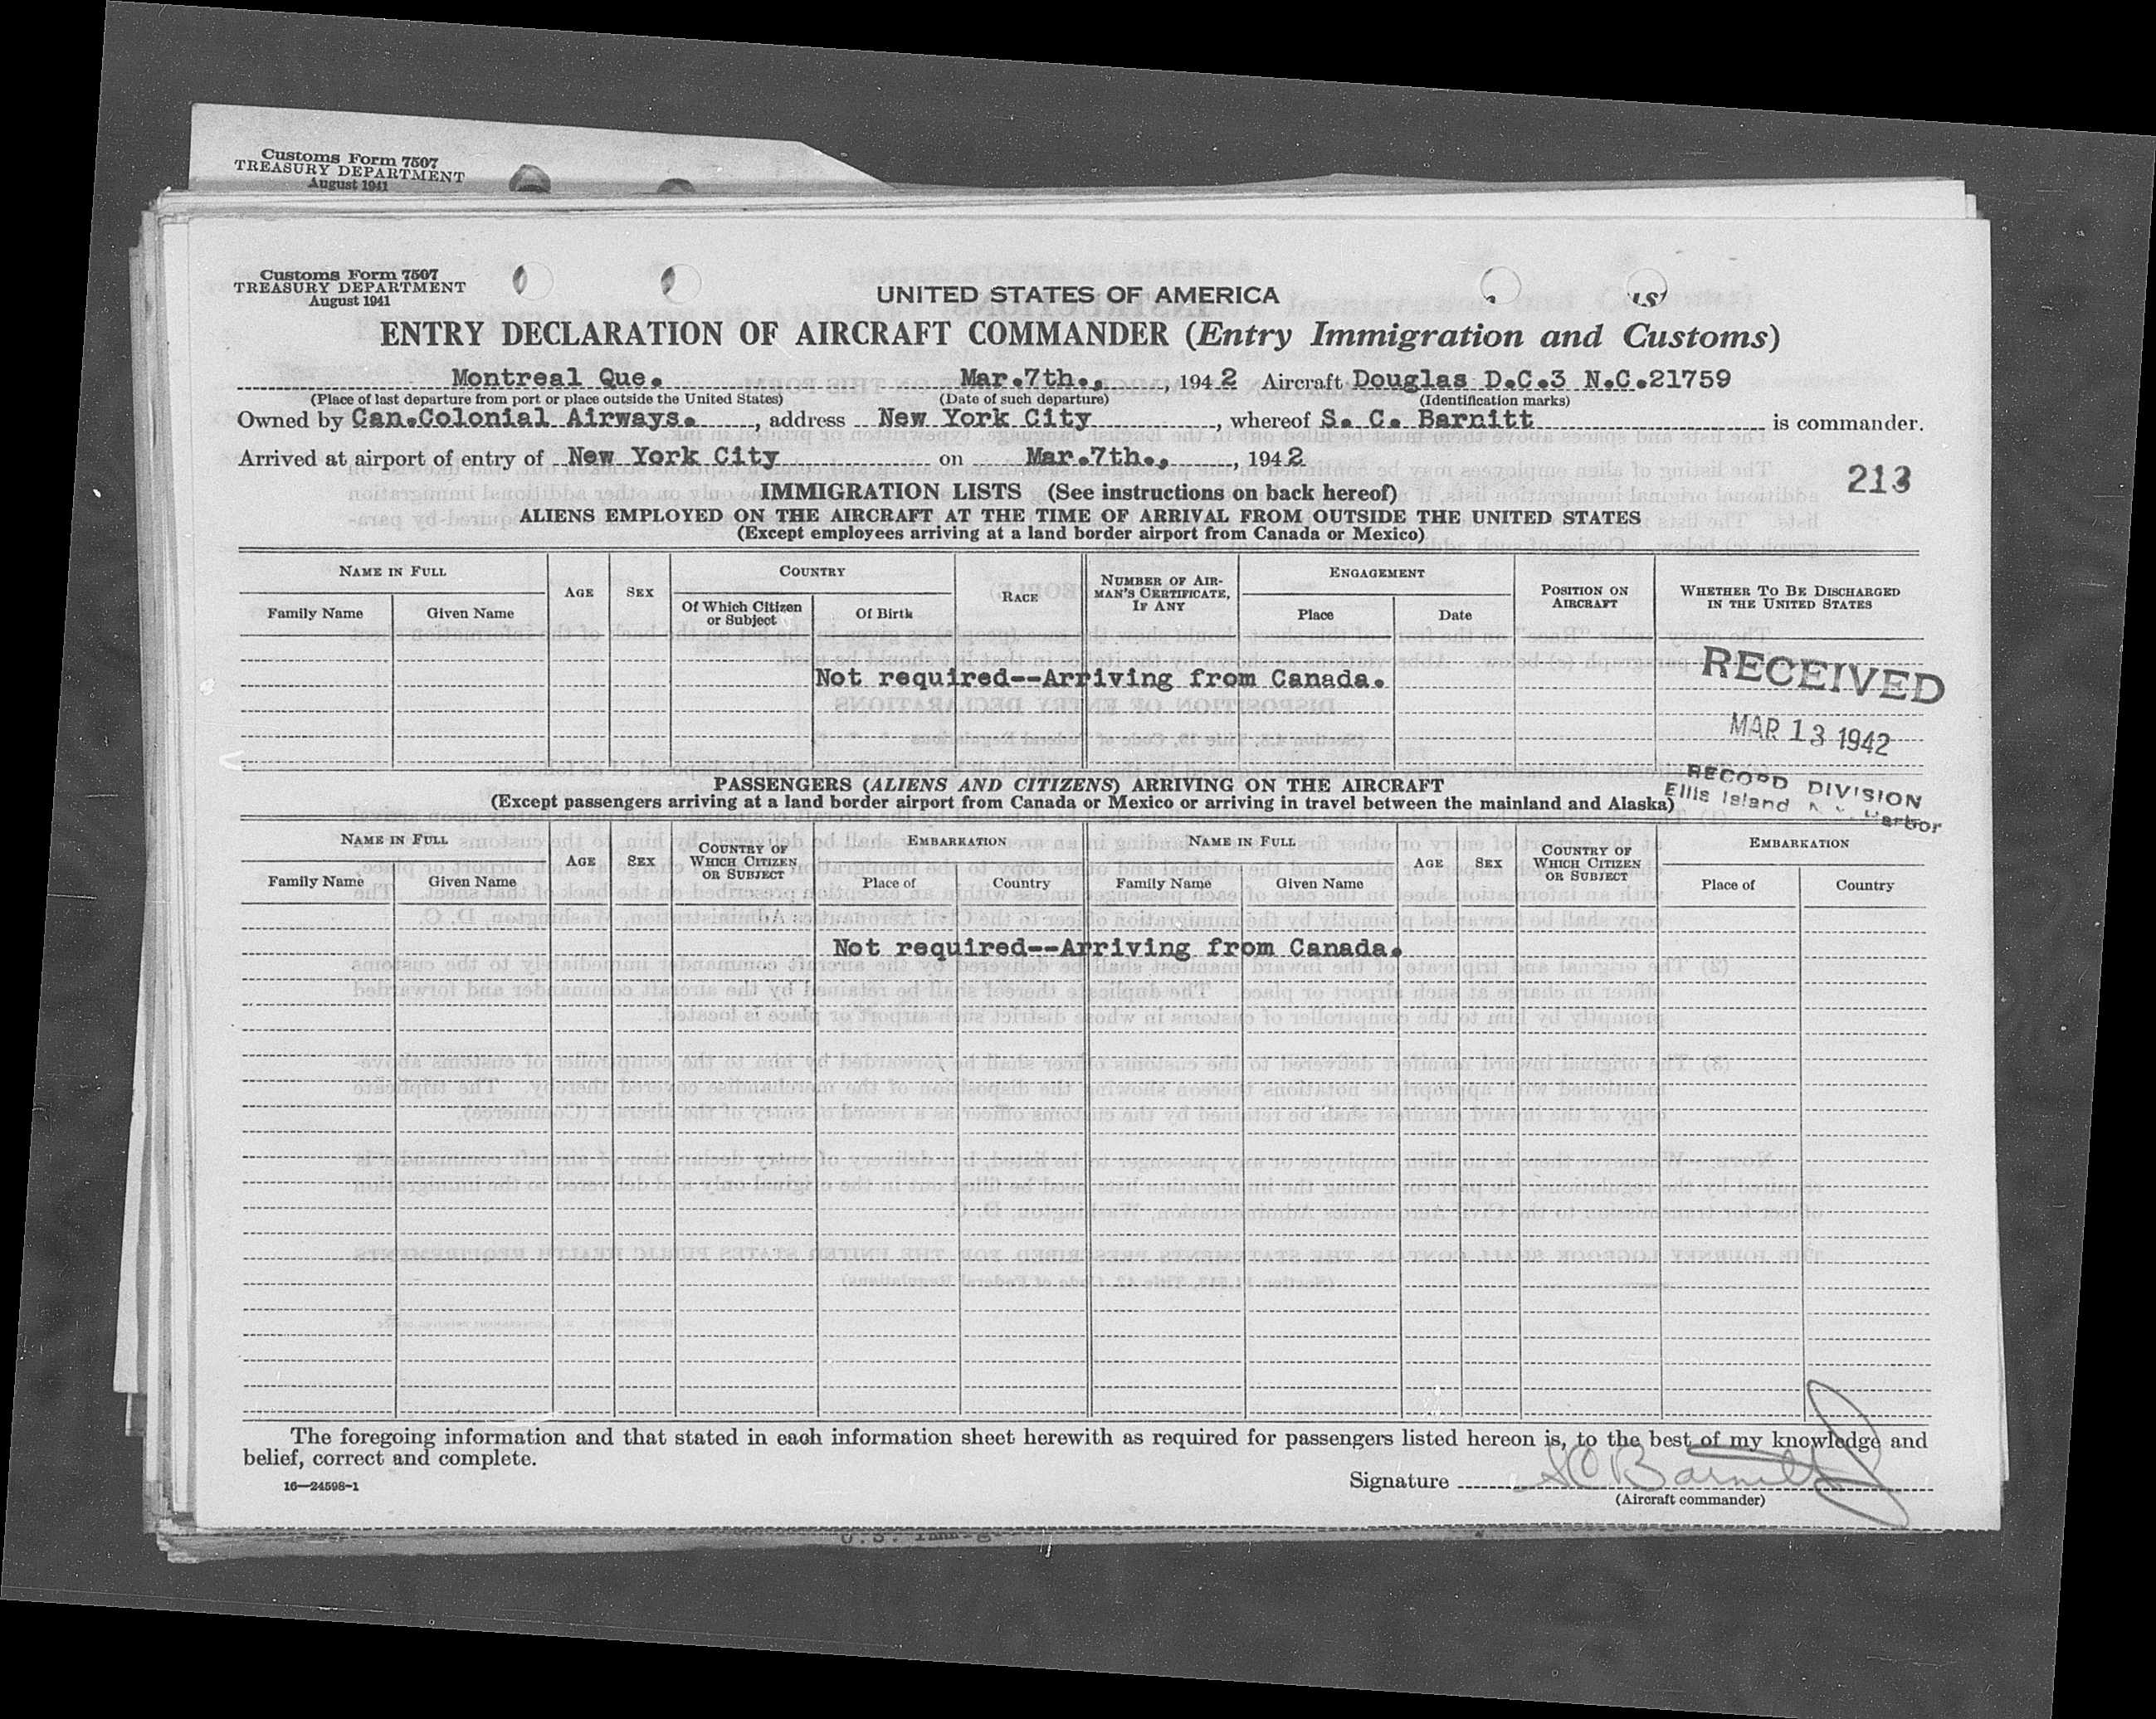 Customs Form 7507
TREASURY DEPARTMENT
August 1941
Customs Form 7507
TREASURY DEPARTMENT
August 1941
UNITED STATES OF AMERICA
ENTRY DECLARATION OF AIRCRAFT COMMANDER (Entry Immigration and Customs)
Montreal Que. Mar.7th., , 1942 Aircraft Douglas D.C.3 N.C.21759
(Place of last departure from port or place outside the United States) (Date of such departure) (Identification marks)
Owned by Can.Colonial Airways. , address New York City , whereof S. C. Barnitt is commander.
Arrived at airport of entry of New York City on Mar.7th., , 1942
213
IMMIGRATION LISTS (See instructions on back hereof)
ALIENS EMPLOYED ON THE AIRCRAFT AT THE TIME OF ARRIVAL FROM OUTSIDE THE UNITED STATES
(Except employees arriving at a land border airport from Canada or Mexico)
NAME IN FULL AGE SEX COUNTRY RACE NUMBER OF AIRMAN'S CERTIFICATE, IF ANY ENGAGEMENT POSITION ON AIRCRAFT WHETHER TO BE DISCHARGED IN THE UNITED STATES
Family Name Given Name Of Which Citizen or Subject Of Birth Place Date
Not required--Arriving from Canada.
RECEIVED
MAR 13 1942
RECORD DIVISION
Ellis Island N.Y. Harbor
PASSENGERS (ALIENS AND CITIZENS) ARRIVING ON THE AIRCRAFT
(Except passengers arriving at a land border airport from Canada or Mexico or arriving in travel between the mainland and Alaska)
NAME IN FULL AGE SEX COUNTRY OF WHICH CITIZEN OR SUBJECT EMBARKATION NAME IN FULL AGE SEX COUNTRY OF WHICH CITIZEN OR SUBJECT EMBARKATION
Family Name Given Name Place of Country Family Name Given Name Place of Country
Not required--Arriving from Canada.
The foregoing information and that stated in each information sheet herewith as required for passengers listed hereon is, to the best of my knowledge and
belief, correct and complete.
16—24598-1
Signature S C Barnitt
(Aircraft commander)